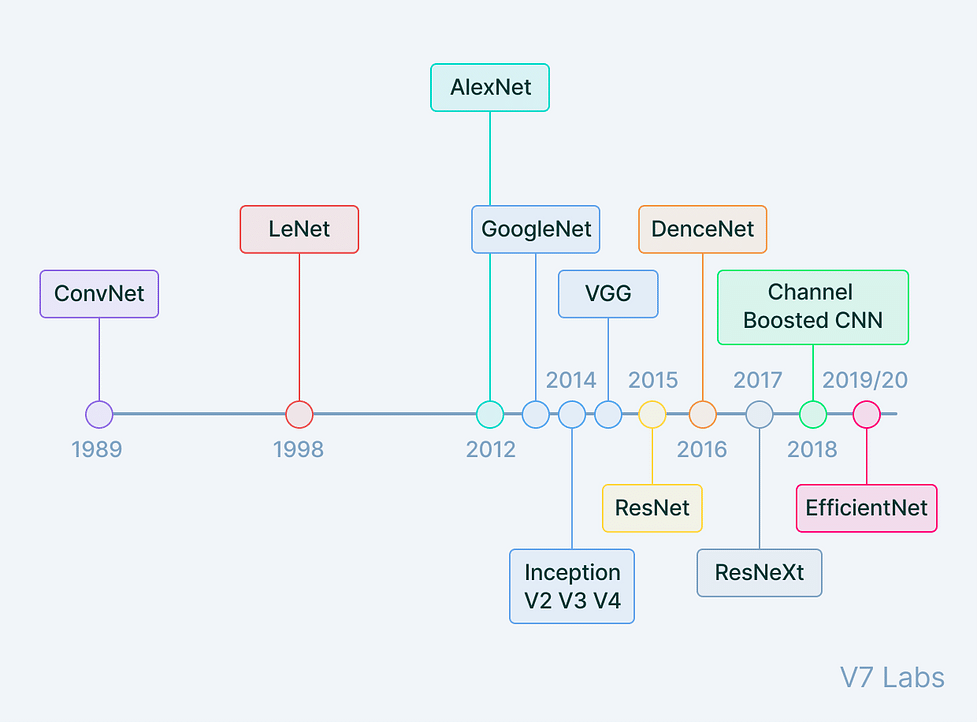 AlexNet
LeNet
GoogleNet
DenceNet
ConvNet
VGG
Channel
Boosted CNN
2014
2015
2017
2019/20
1989
1998
2012
2016
2018
ResNet
EfficientNet
Inception
V2 V3 V4
ResNeXt
V7 Labs